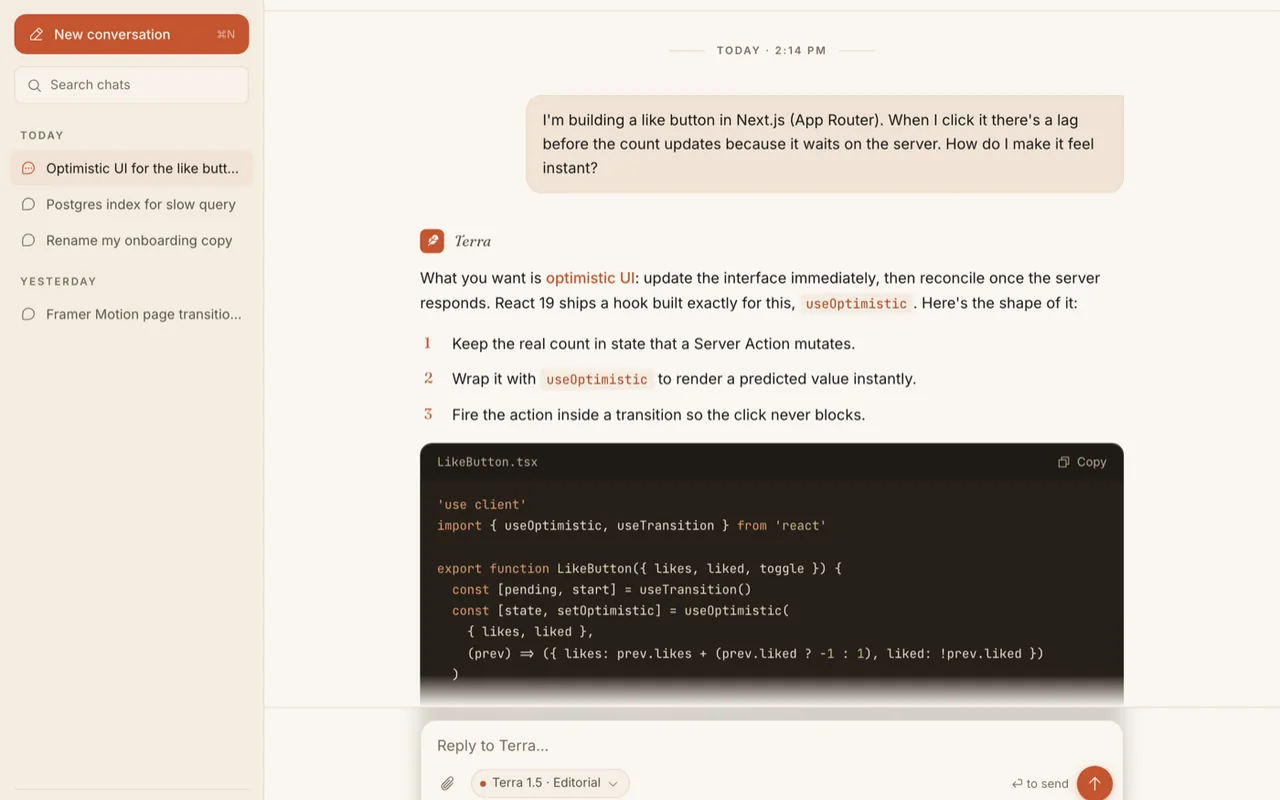 New conversation ⌘N
Search chats
TODAY
Optimistic UI for the like butt...
Postgres index for slow query
Rename my onboarding copy
YESTERDAY
Framer Motion page transitio...
TODAY · 2:14 PM
I'm building a like button in Next.js (App Router). When I click it there's a lag
before the count updates because it waits on the server. How do I make it feel
instant?
Terra
What you want is optimistic UI: update the interface immediately, then reconcile once the server
responds. React 19 ships a hook built exactly for this, useOptimistic. Here's the shape of it:
1 Keep the real count in state that a Server Action mutates.
2 Wrap it with useOptimistic to render a predicted value instantly.
3 Fire the action inside a transition so the click never blocks.
LikeButton.tsx Copy
'use client'
import { useOptimistic, useTransition } from 'react'
export function LikeButton({ likes, liked, toggle }) {
  const [pending, start] = useTransition()
  const [state, setOptimistic] = useOptimistic(
    { likes, liked },
    (prev) => ({ likes: prev.likes + (prev.liked ? -1 : 1), liked: !prev.liked })
  )
Reply to Terra...
Terra 1.5 · Editorial
⏎ to send